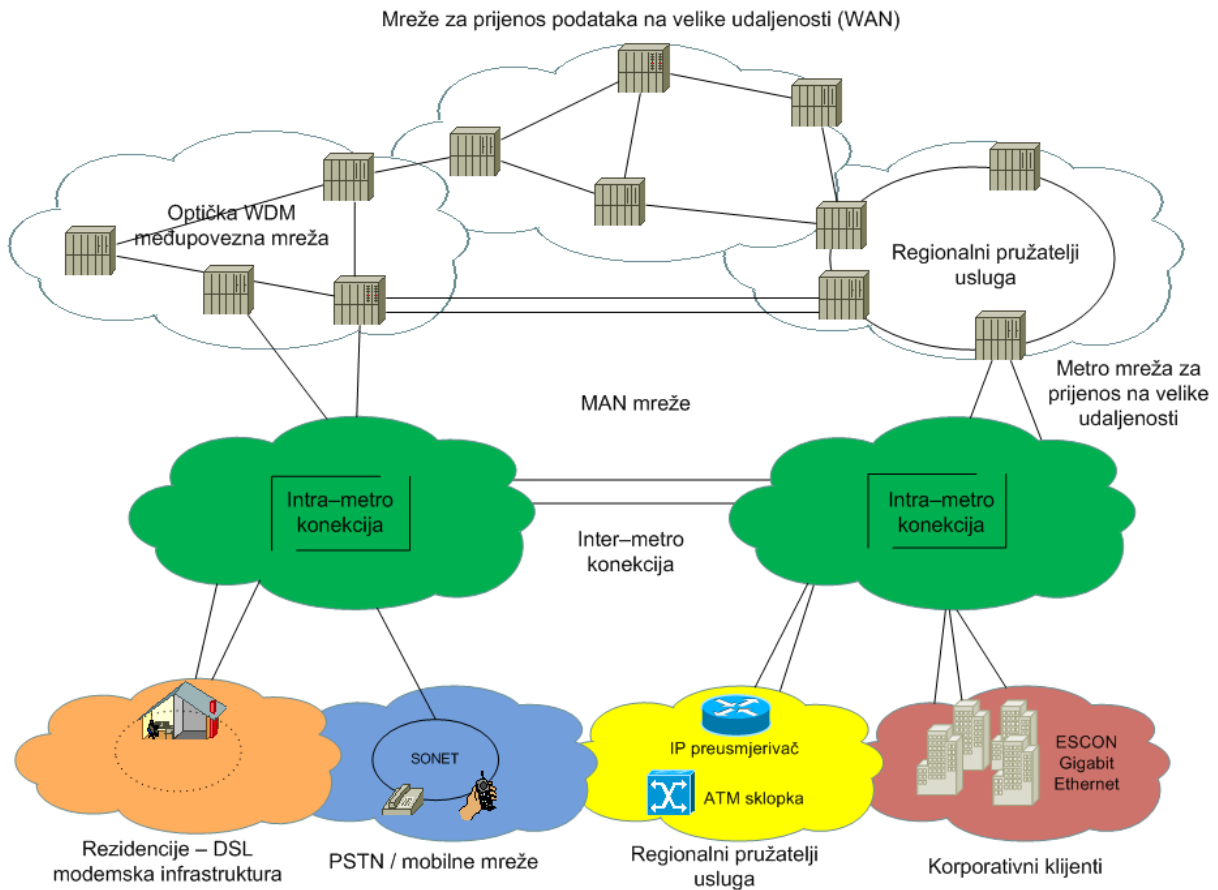 Mreže za prijenos podataka na velike udaljenosti (WAN)
Optička WDM
međupovezna mreža
Regionalni pružatelji
usluga
Metro mreža za
prijenos na velike
udaljenosti
MAN mreže
Intra–metro
konekcija
Inter–metro
konekcija
Intra–metro
konekcija
SONET
IP preusmjerivač
ATM sklopka
ESCON
Gigabit
Ethernet
Rezidencije – DSL
modemska infrastruktura
PSTN / mobilne mreže
Regionalni pružatelji
usluga
Korporativni klijenti